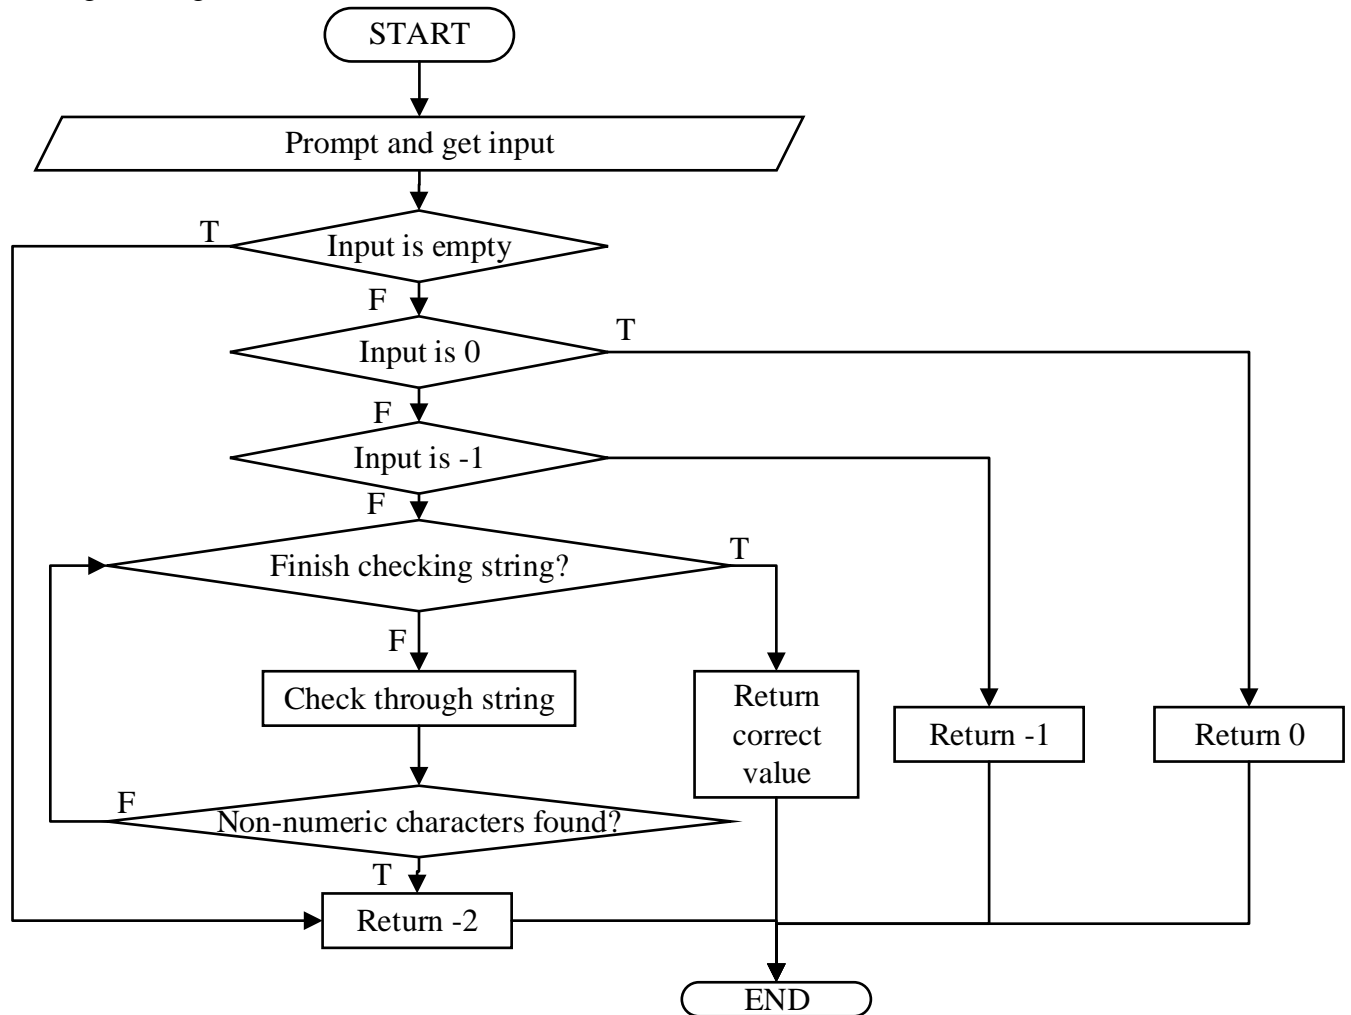 START
Prompt and get input
T
Input is empty
F
T
Input is 0
F
Input is -1
F
T
Finish checking string?
F
Check through string
Return
correct
value
Return -1
Return 0
F
Non-numeric characters found?
T
Return -2
END